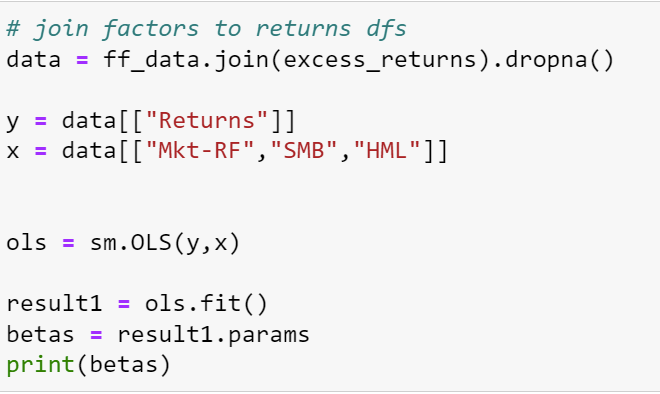 # join factors to returns dfs
data = ff_data.join(excess_returns).dropna()
y = data[["Returns"]]
x = data[["Mkt-RF","SMB","HML"]]
ols = sm.OLS(y,x)
result1 = ols.fit()
betas = result1.params
print(betas)